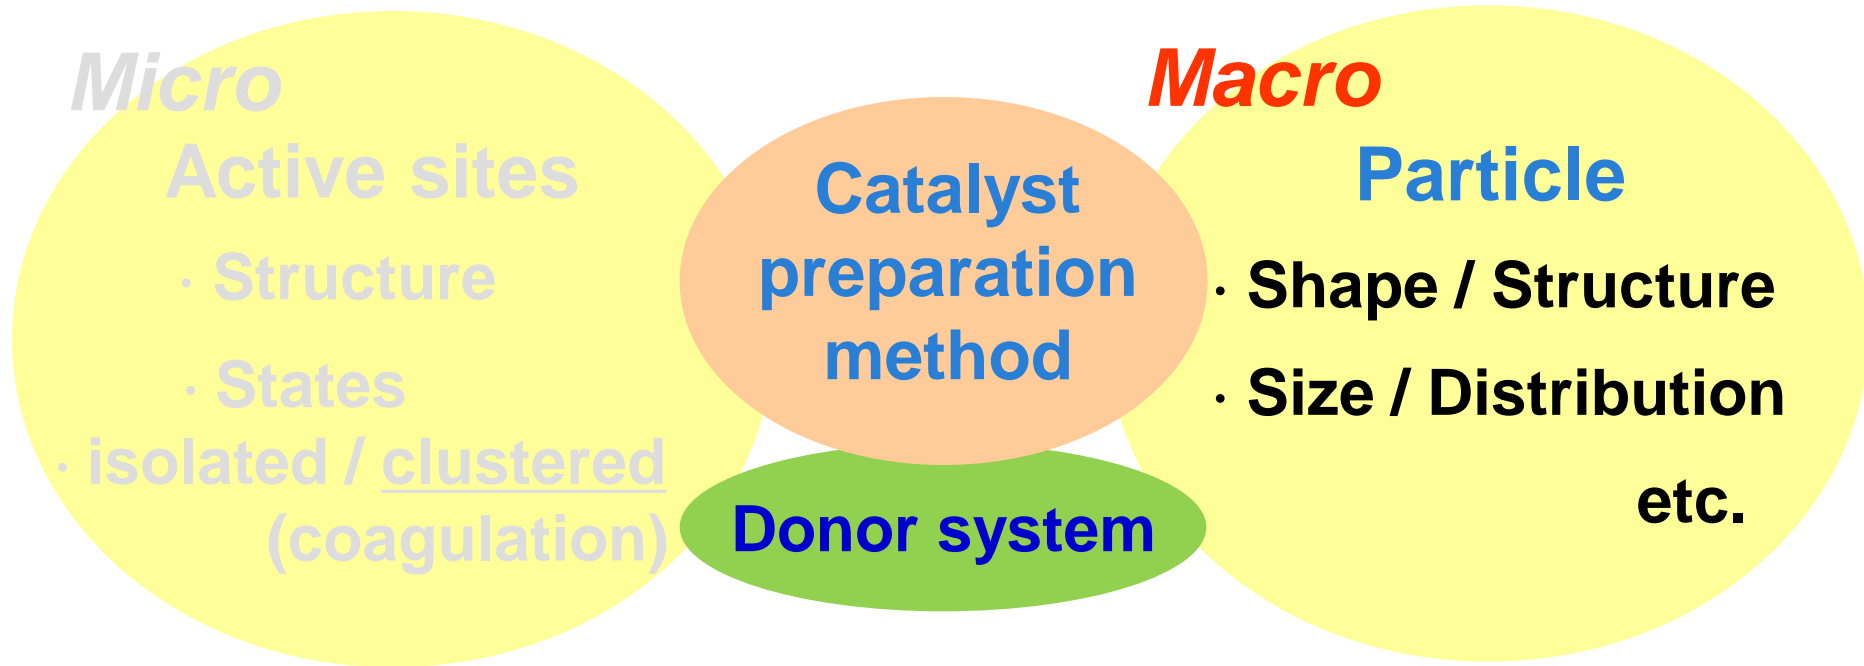 Micro
Active sites
· Structure
· States
· isolated / clustered
(coagulation)
Catalyst
preparation
method
Donor system
Macro
Particle
· Shape / Structure
· Size / Distribution
etc.